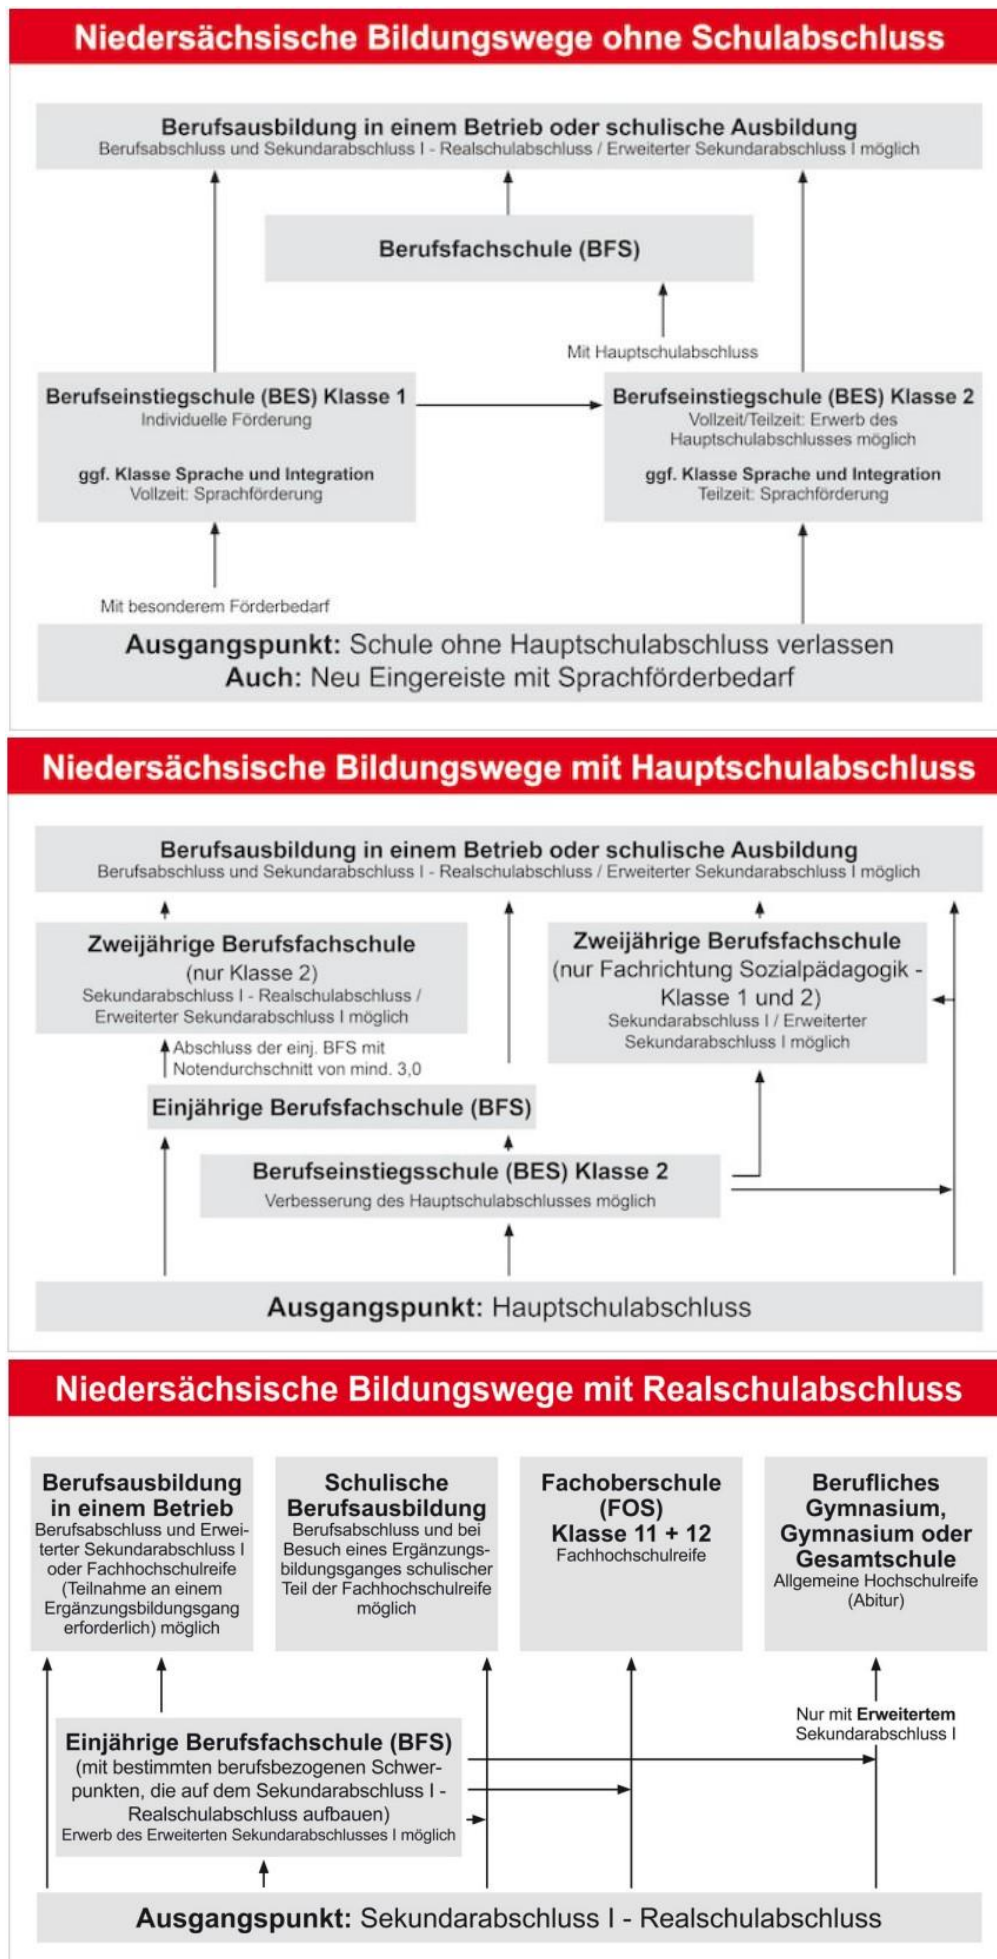 Niedersächsische Bildungswege ohne Schulabschluss
Berufsausbildung in einem Betrieb oder schulische Ausbildung
Berufsabschluss und Sekundarabschluss I - Realschulabschluss / Erweiterter Sekundarabschluss I möglich
Berufsfachschule (BFS)
Mit Hauptschulabschluss
Berufseinstiegschule (BES) Klasse 1
Individuelle Förderung
ggf. Klasse Sprache und Integration
Vollzeit: Sprachförderung
Berufseinstiegschule (BES) Klasse 2
Vollzeit/Teilzeit: Erwerb des
Hauptschulabschlusses möglich
ggf. Klasse Sprache und Integration
Teilzeit: Sprachförderung
Mit besonderem Förderbedarf
Ausgangspunkt: Schule ohne Hauptschulabschluss verlassen
Auch: Neu Eingereiste mit Sprachförderbedarf
Niedersächsische Bildungswege mit Hauptschulabschluss
Berufsausbildung in einem Betrieb oder schulische Ausbildung
Berufsabschluss und Sekundarabschluss I - Realschulabschluss / Erweiterter Sekundarabschluss I möglich
Zweijährige Berufsfachschule
(nur Klasse 2)
Sekundarabschluss I - Realschulabschluss /
Erweiterter Sekundarabschluss I möglich
Zweijährige Berufsfachschule
(nur Fachrichtung Sozialpädagogik -
Klasse 1 und 2)
Sekundarabschluss I / Erweiterter
Sekundarabschluss I möglich
Abschluss der einj. BFS mit
Notendurchschnitt von mind. 3,0
Einjährige Berufsfachschule (BFS)
Berufseinstiegsschule (BES) Klasse 2
Verbesserung des Hauptschulabschlusses möglich
Ausgangspunkt: Hauptschulabschluss
Niedersächsische Bildungswege mit Realschulabschluss
Berufsausbildung
in einem Betrieb
Berufsabschluss und Erwei-
terter Sekundarabschluss I
oder Fachhochschulreife
(Teilnahme an einem
Ergänzungsbildungsgang
erforderlich) möglich
Schulische
Berufsausbildung
Berufsabschluss und bei
Besuch eines Ergänzungs-
bildungsganges schulischer
Teil der Fachhochschulreife
möglich
Fachoberschule
(FOS)
Klasse 11 + 12
Fachhochschulreife
Berufliches
Gymnasium,
Gymnasium oder
Gesamtschule
Allgemeine Hochschulreife
(Abitur)
Nur mit Erweitertem
Sekundarabschluss I
Einjährige Berufsfachschule (BFS)
(mit bestimmten berufsbezogenen Schwer-
punkten, die auf dem Sekundarabschluss I -
Realschulabschluss aufbauen)
Erwerb des Erweiterten Sekundarabschlusses I möglich
Ausgangspunkt: Sekundarabschluss I - Realschulabschluss